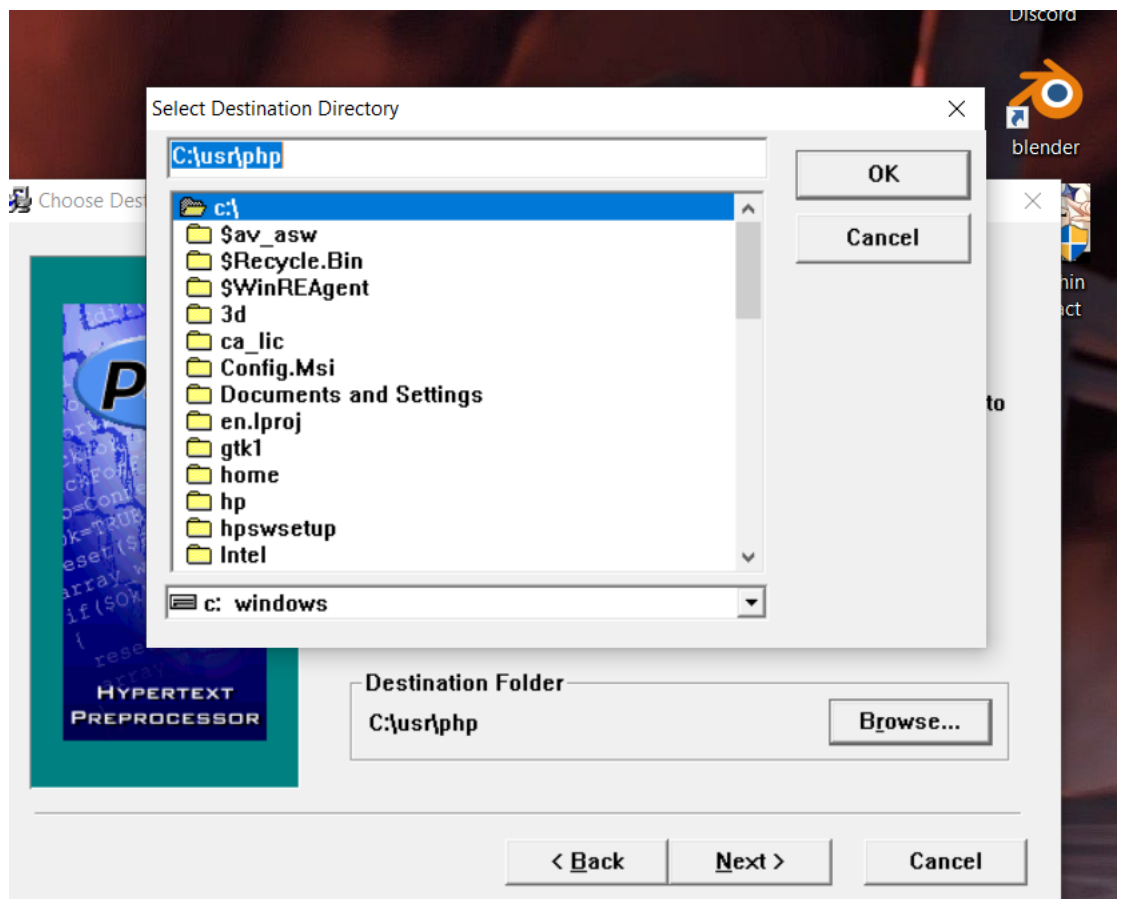 Discord
blender
Select Destination Directory
C:\usr\php
OK
Cancel
c:\
$av_asw
$Recycle.Bin
$WinREAgent
3d
ca_lic
Config.Msi
Documents and Settings
en.lproj
gtk1
home
hp
hpswsetup
Intel
c: windows
Choose Des
to
HYPERTEXT
PREPROCESSOR
Destination Folder
C:\usr\php
Browse...
< Back
Next >
Cancel